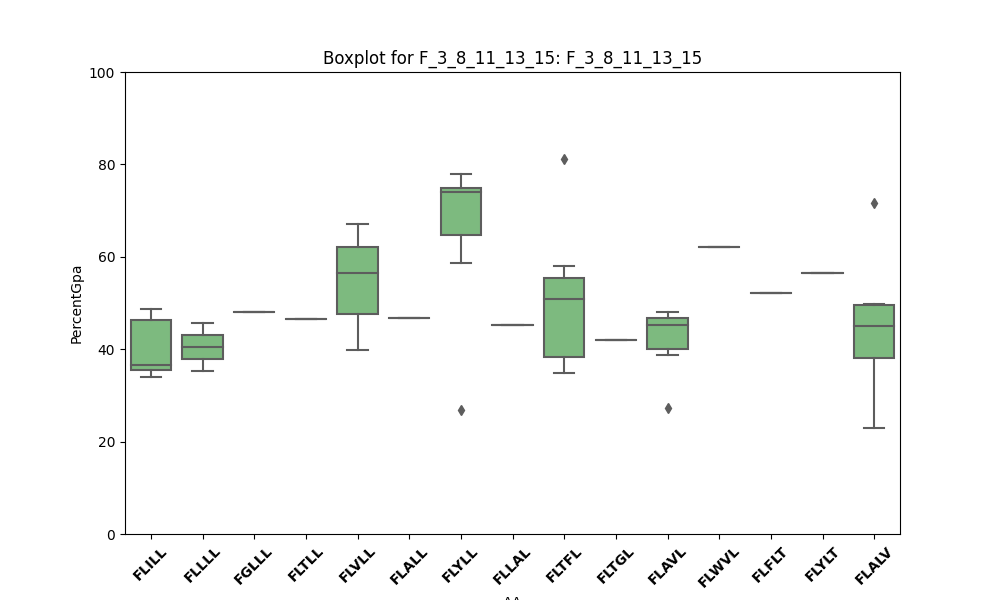 Boxplot for F_3_8_11_13_15: F_3_8_11_13_15
100
80
60
40
20
0
PercentGpa
FLILL
FLLLL
FGLLL
FLTLL
FLVLL
FLALL
FLYLL
FLLAL
FLTFL
FLTGL
FLAVL
FLWVL
FLFLT
FLYLT
FLALV